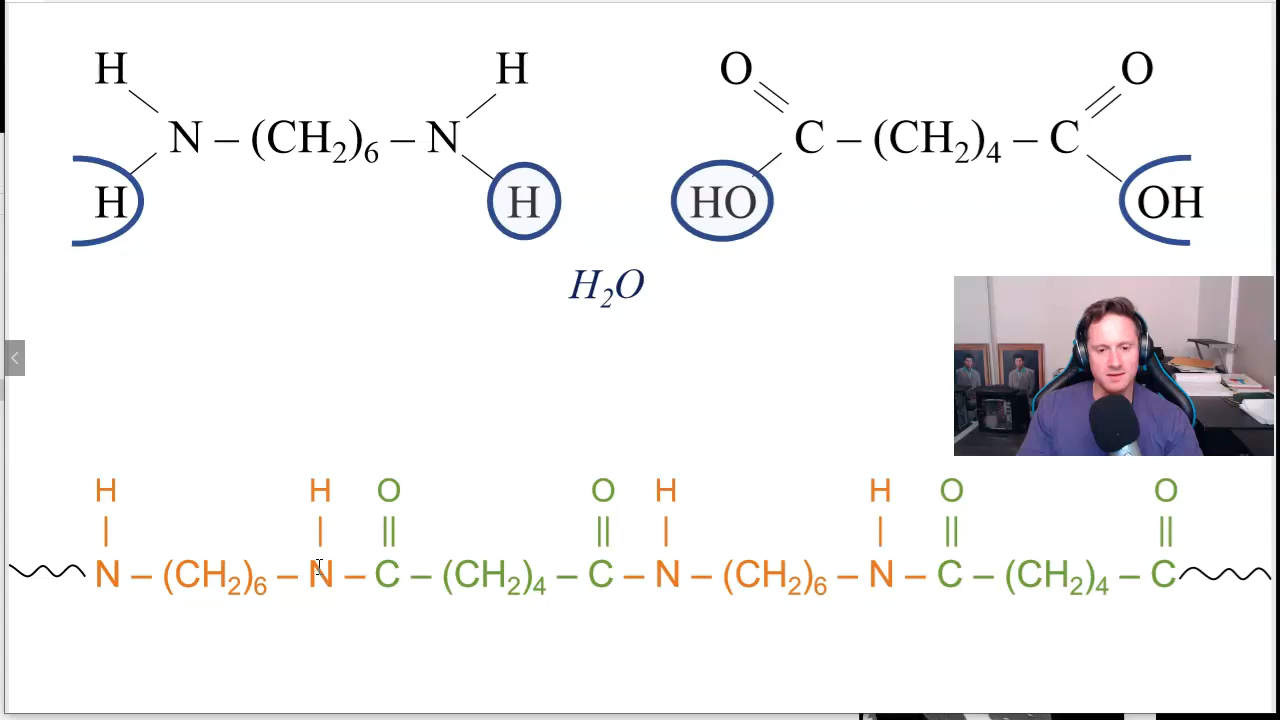 H H O O
N – (CH₂)₆ – N C – (CH₂)₄ – C
H H HO OH
H₂O
H H O O H H O O
N – (CH₂)₆ – N – C – (CH₂)₄ – C – N – (CH₂)₆ – N – C – (CH₂)₄ – C